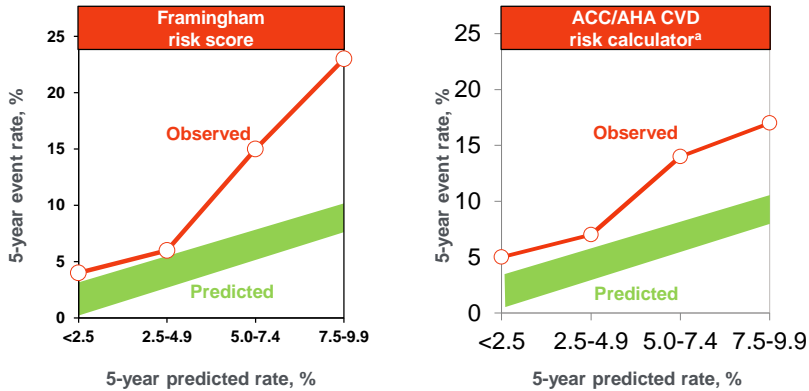 Framingham
risk score
25
20
15
10
5
0
5-year event rate, %
Observed
Predicted
<2.5
2.5-4.9
5.0-7.4
7.5-9.9
5-year predicted rate, %
ACC/AHA CVD
risk calculatorᵃ
25
20
15
10
5
0
5-year event rate, %
Observed
Predicted
<2.5
2.5-4.9
5.0-7.4
7.5-9.9
5-year predicted rate, %